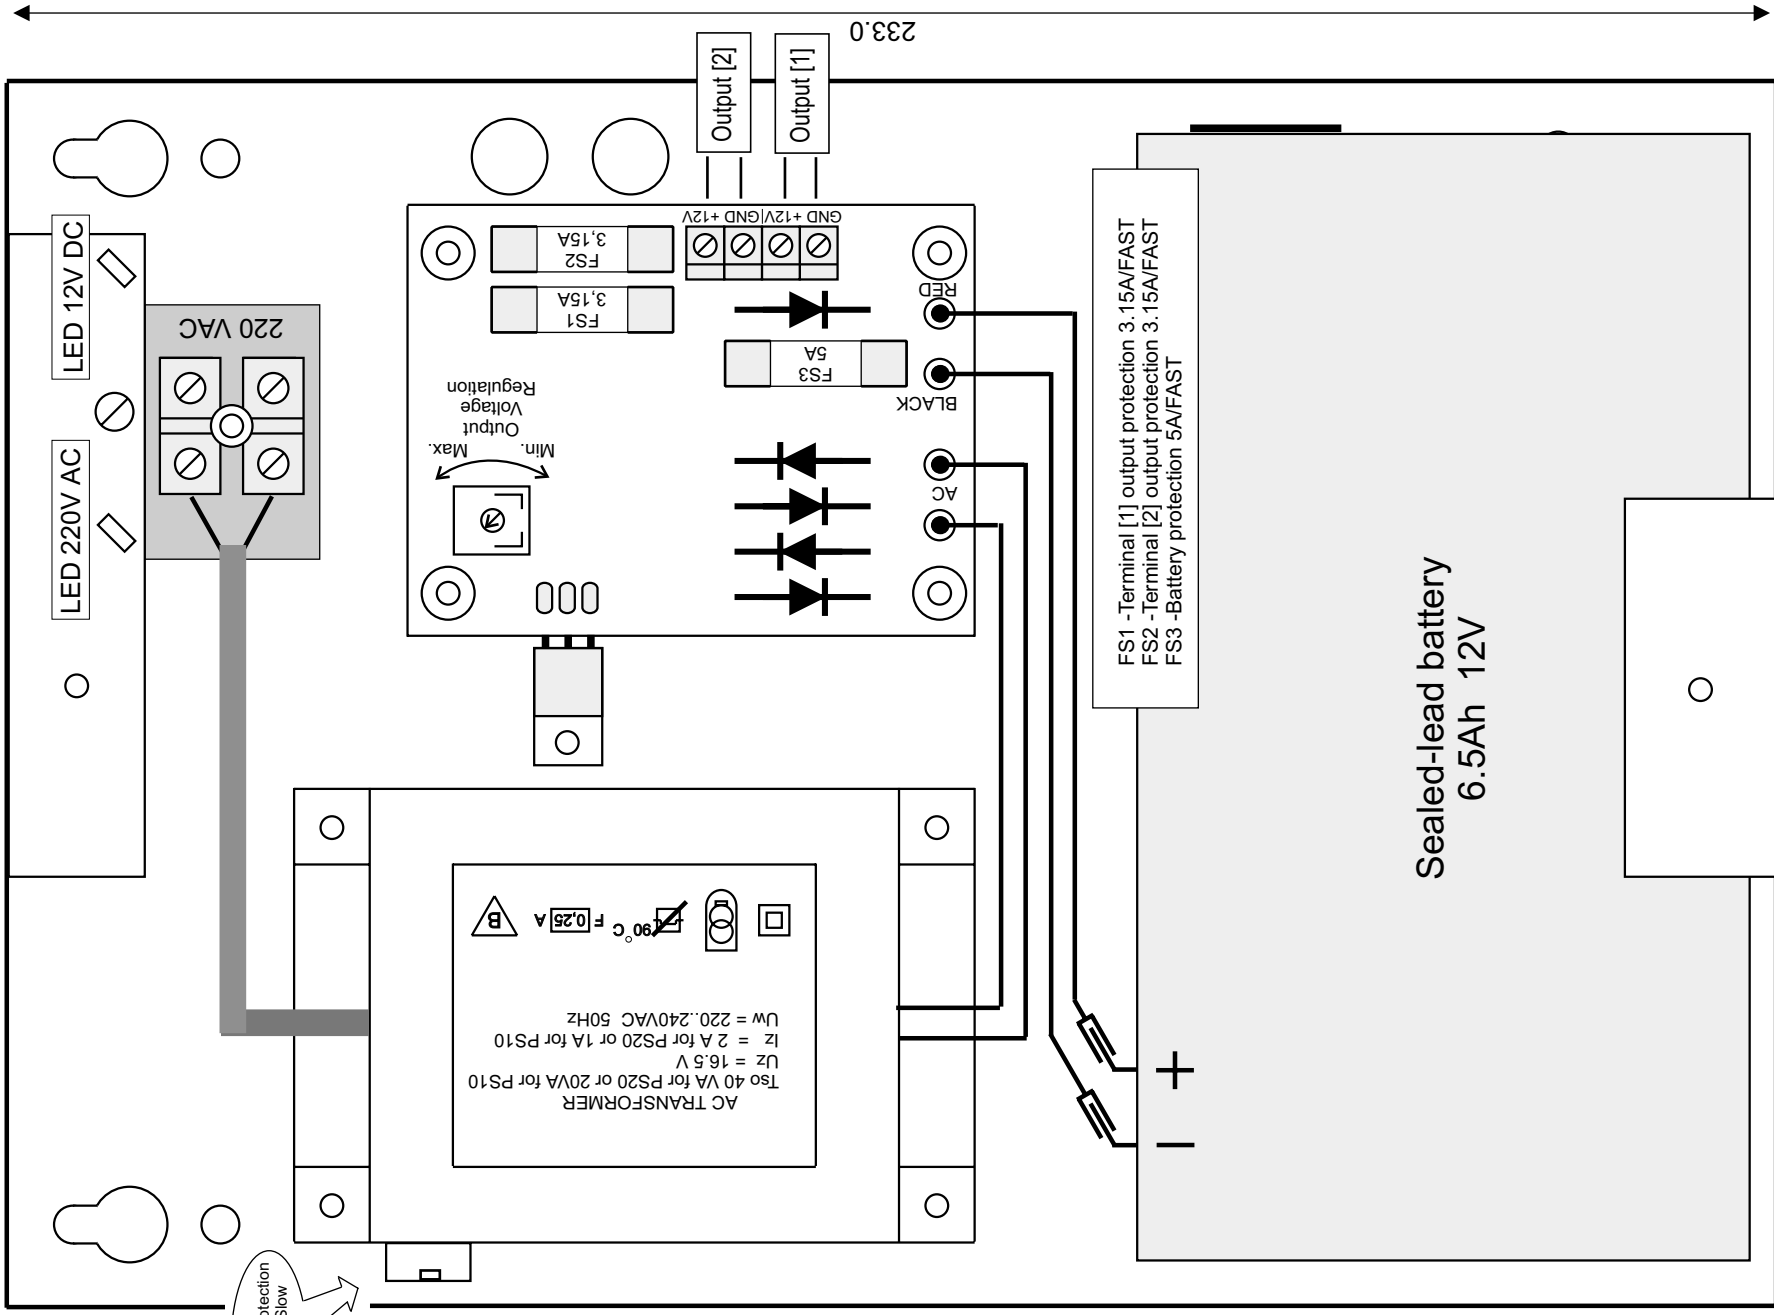 233.0
Output [2]
Output [1]
LED 12V DC
LED 220V AC
220 VAC
+12V GND +12V GND
FS2
3,15A
FS1
3,15A
FS3
5A
RED
BLACK
AC
Output
Voltage
Regulation
Min.
Max.
FS1 -Terminal [1] output protection 3.15A/FAST
FS2 -Terminal [2] output protection 3.15A/FAST
FS3 -Battery protection 5A/FAST
Sealed-lead battery
6.5Ah 12V
+
−
AC TRANSFORMER
Tso 40 VA for PS20 or 20VA for PS10
Uz = 16.5 V
Iz = 2 A for PS20 or 1A for PS10
Uw = 220..240VAC 50Hz
90°C F 0,25 A B
Slow